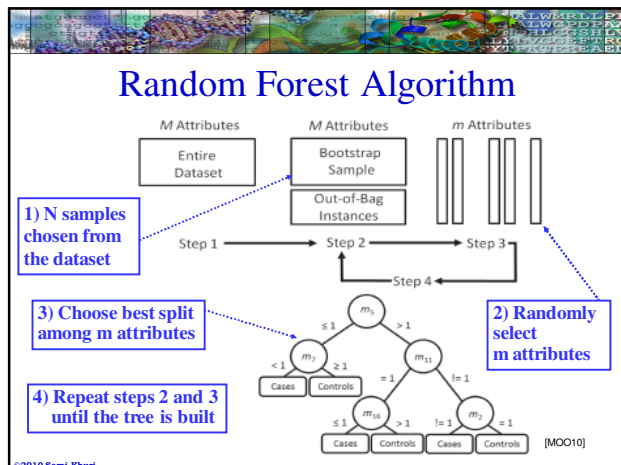 Random Forest Algorithm
M Attributes
M Attributes
m Attributes
Entire
Dataset
Bootstrap
Sample
Out-of-Bag
Instances
1) N samples
chosen from
the dataset
Step 1
Step 2
Step 3
Step 4
3) Choose best split
among m attributes
2) Randomly
select
m attributes
4) Repeat steps 2 and 3
until the tree is built
m5
≤ 1
> 1
m7
m11
< 1
≥ 1
= 1
!= 1
Cases
Controls
m16
m2
≤ 1
> 1
!= 1
= 1
Cases
Controls
Cases
Controls
[MOO10]
©2019 Sami Khuri